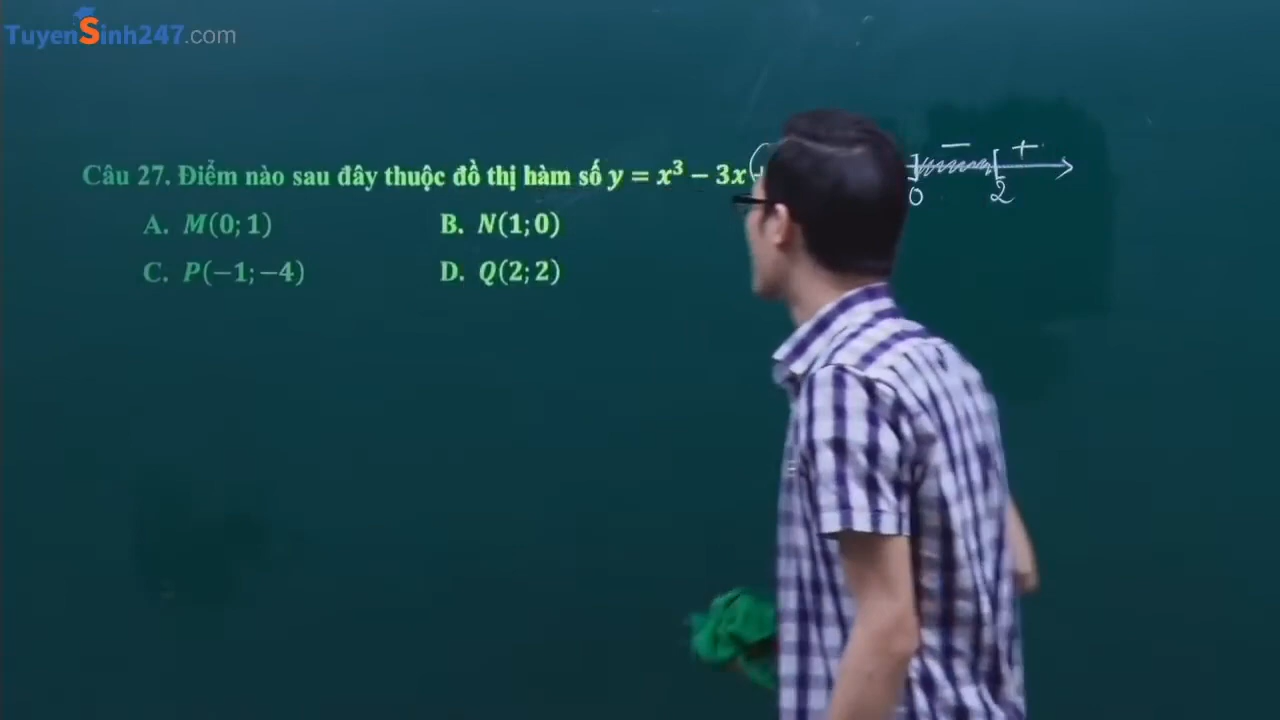 TuyenSinh247.com
Câu 27. Điểm nào sau đây thuộc đồ thị hàm số y = x³ − 3x
A. M(0; 1) B. N(1; 0)
C. P(−1; −4) D. Q(2; 2)
− +
0 2